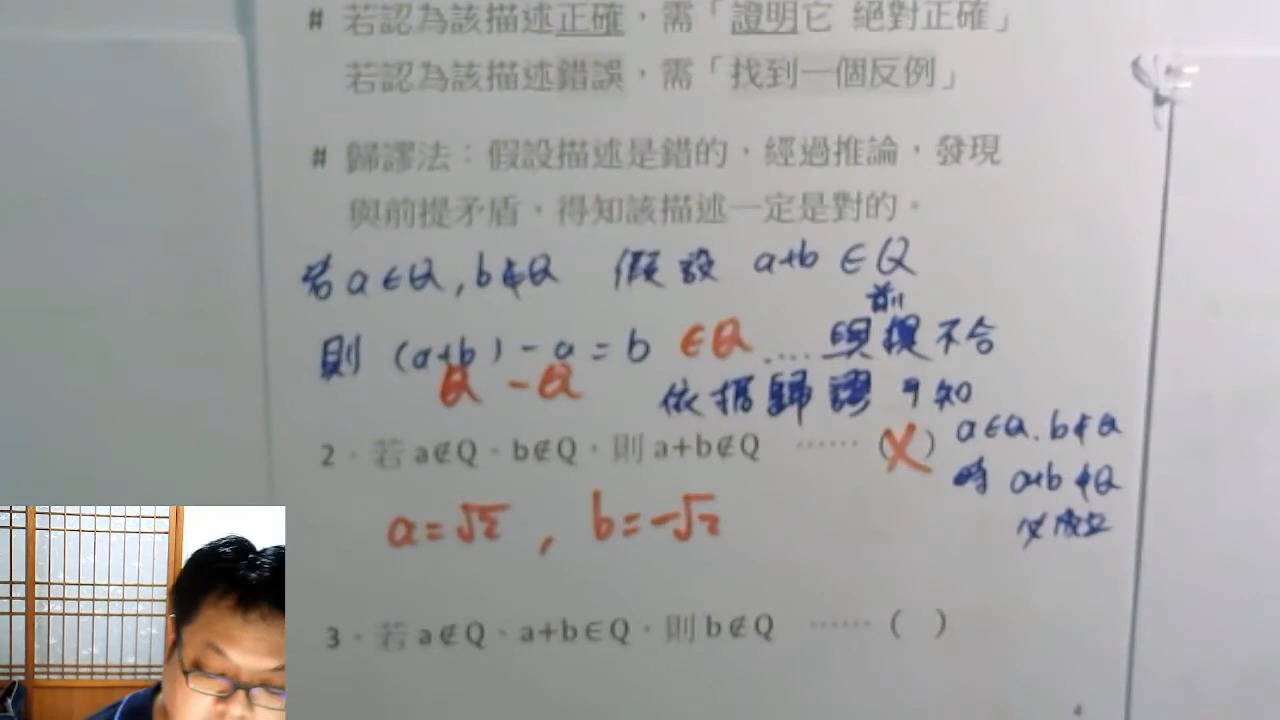 # 若認為該描述正確，需「證明它 絕對正確」
若認為該描述錯誤，需「找到一個反例」
# 歸謬法：假設描述是錯的，經過推論，發現
與前提矛盾，得知該描述一定是對的。
若 a∈Q, b∉Q 假設 a+b ∈ Q
則 (a+b) - a = b ∈Q ..... 與前提不合
Q - Q
依據歸謬 可知
a∈Q, b∉Q
時 a+b ∉Q
必成立
2．若 a∉Q、b∉Q，則 a+b∉Q ⋯⋯ (X)
a=√2 , b=-√2
3．若 a∉Q、a+b∈Q，則 b∉Q ⋯⋯ ( )
4